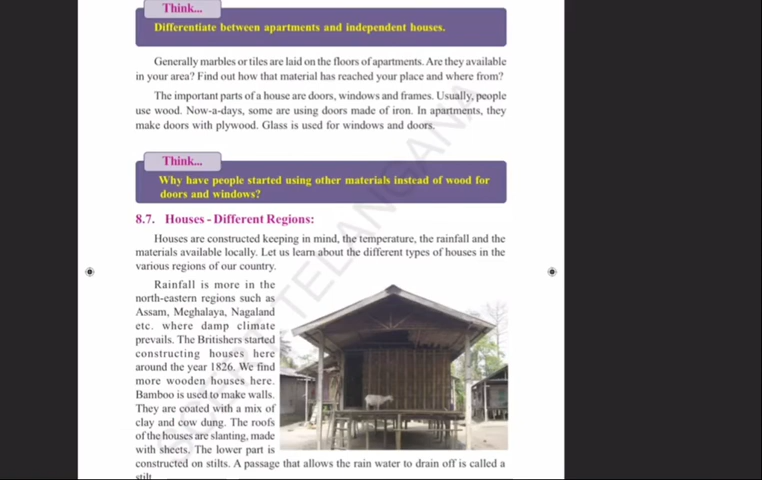 Think...
Differentiate between apartments and independent houses.
Generally marbles or tiles are laid on the floors of apartments. Are they available
in your area? Find out how that material has reached your place and where from?
The important parts of a house are doors, windows and frames. Usually, people
use wood. Now-a-days, some are using doors made of iron. In apartments, they
make doors with plywood. Glass is used for windows and doors.
Think...
Why have people started using other materials instead of wood for
doors and windows?
8.7. Houses - Different Regions:
Houses are constructed keeping in mind, the temperature, the rainfall and the
materials available locally. Let us learn about the different types of houses in the
various regions of our country.
Rainfall is more in the
north-eastern regions such as
Assam, Meghalaya, Nagaland
etc. where damp climate
prevails. The Britishers started
constructing houses here
around the year 1826. We find
more wooden houses here.
Bamboo is used to make walls.
They are coated with a mix of
clay and cow dung. The roofs
of the houses are slanting, made
with sheets. The lower part is
constructed on stilts. A passage that allows the rain water to drain off is called a
stilt.
SCERT TELANGANA